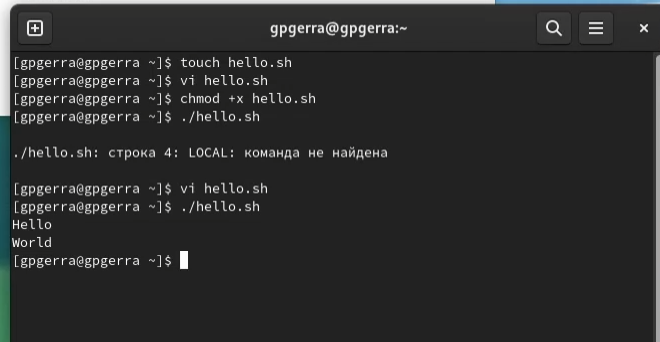 gpgerra@gpgerra:~
[gpgerra@gpgerra ~]$ touch hello.sh
[gpgerra@gpgerra ~]$ vi hello.sh
[gpgerra@gpgerra ~]$ chmod +x hello.sh
[gpgerra@gpgerra ~]$ ./hello.sh
./hello.sh: строка 4: LOCAL: команда не найдена
[gpgerra@gpgerra ~]$ vi hello.sh
[gpgerra@gpgerra ~]$ ./hello.sh
Hello
World
[gpgerra@gpgerra ~]$